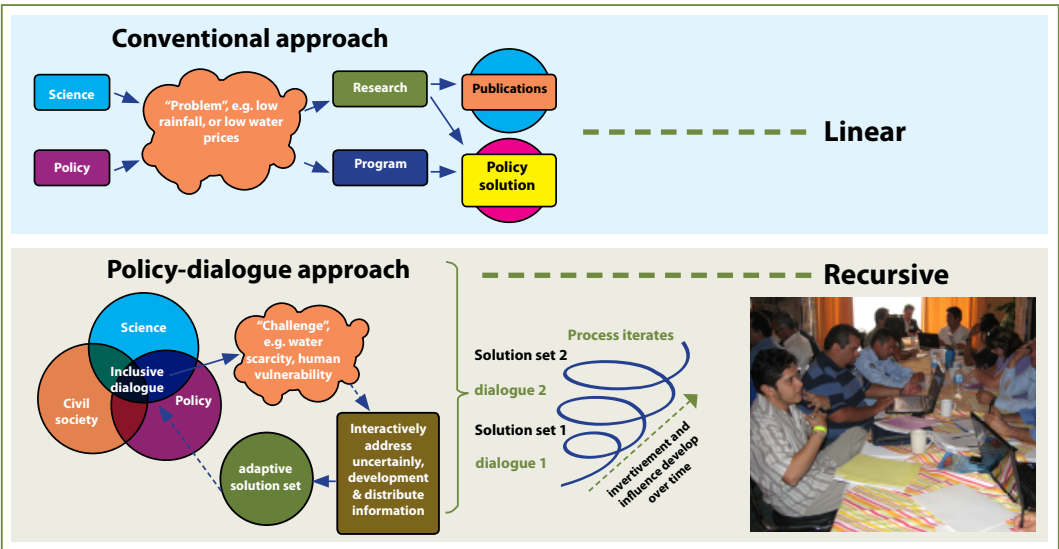 Conventional approach
Science
Policy
"Problem", e.g. low
rainfall, or low water
prices
Research
Program
Publications
Policy
solution
Linear
Policy-dialogue approach
Recursive
Science
Inclusive
dialogue
Civil
society
Policy
"Challenge",
e.g. water
scarcity, human
vulnerability
Interactively
address
uncertainly,
development
& distribute
information
adaptive
solution set
Process iterates
Solution set 2
dialogue 2
Solution set 1
dialogue 1
invertivement and
influence develop
over time